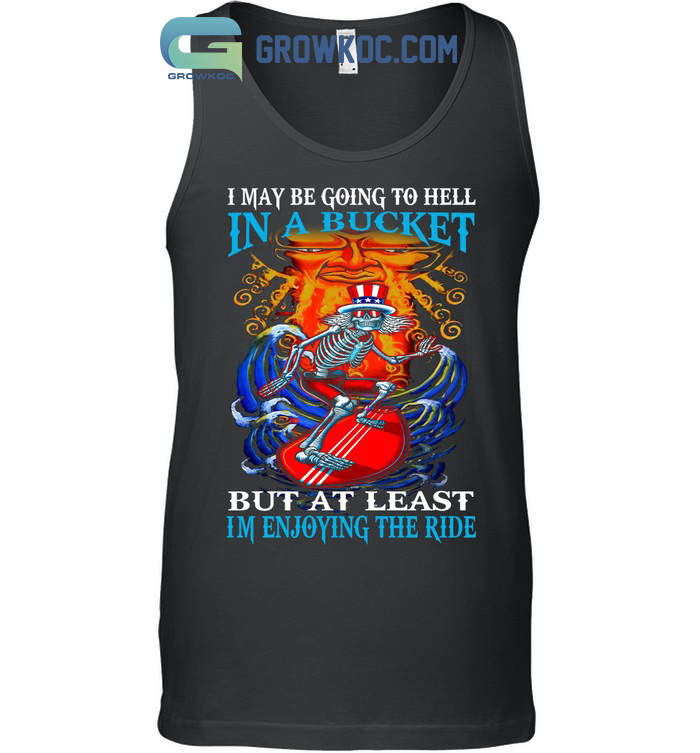 GROWKOC
GROWKOC.COM
I MAY BE GOING TO HELL
IN A BUCKET
BUT AT LEAST
IM ENJOYING THE RIDE